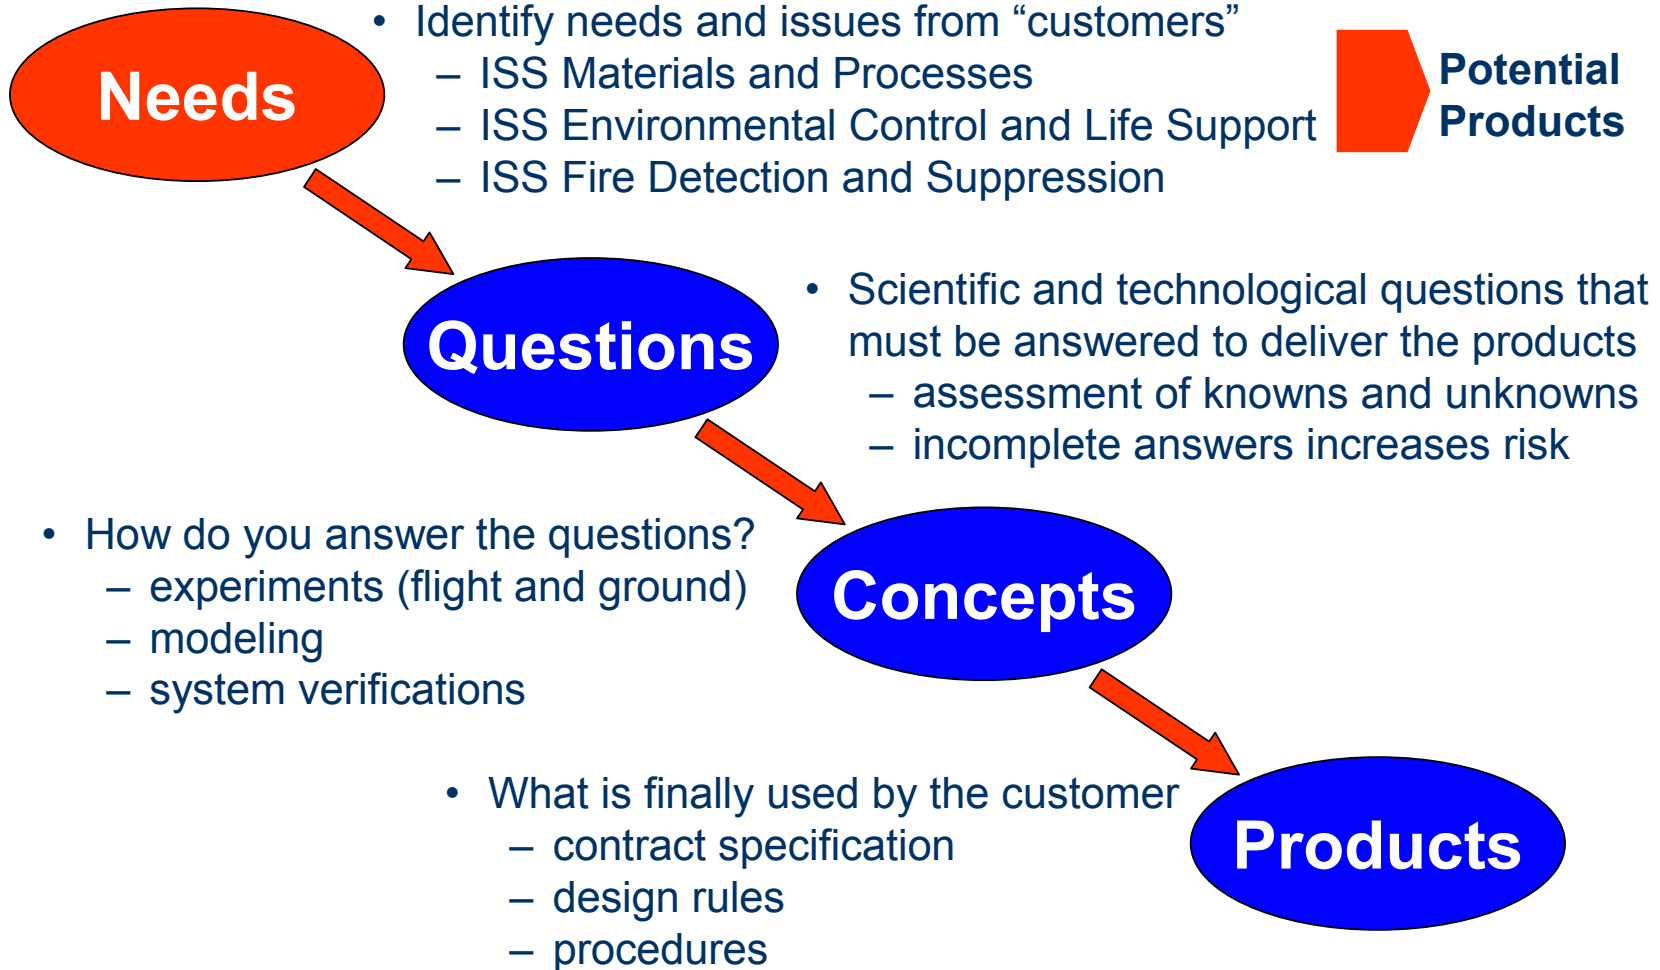 Needs
• Identify needs and issues from “customers”
– ISS Materials and Processes
– ISS Environmental Control and Life Support
– ISS Fire Detection and Suppression
Potential
Products
Questions
• Scientific and technological questions that
must be answered to deliver the products
– assessment of knowns and unknowns
– incomplete answers increases risk
• How do you answer the questions?
– experiments (flight and ground)
– modeling
– system verifications
Concepts
• What is finally used by the customer
– contract specification
– design rules
– procedures
Products